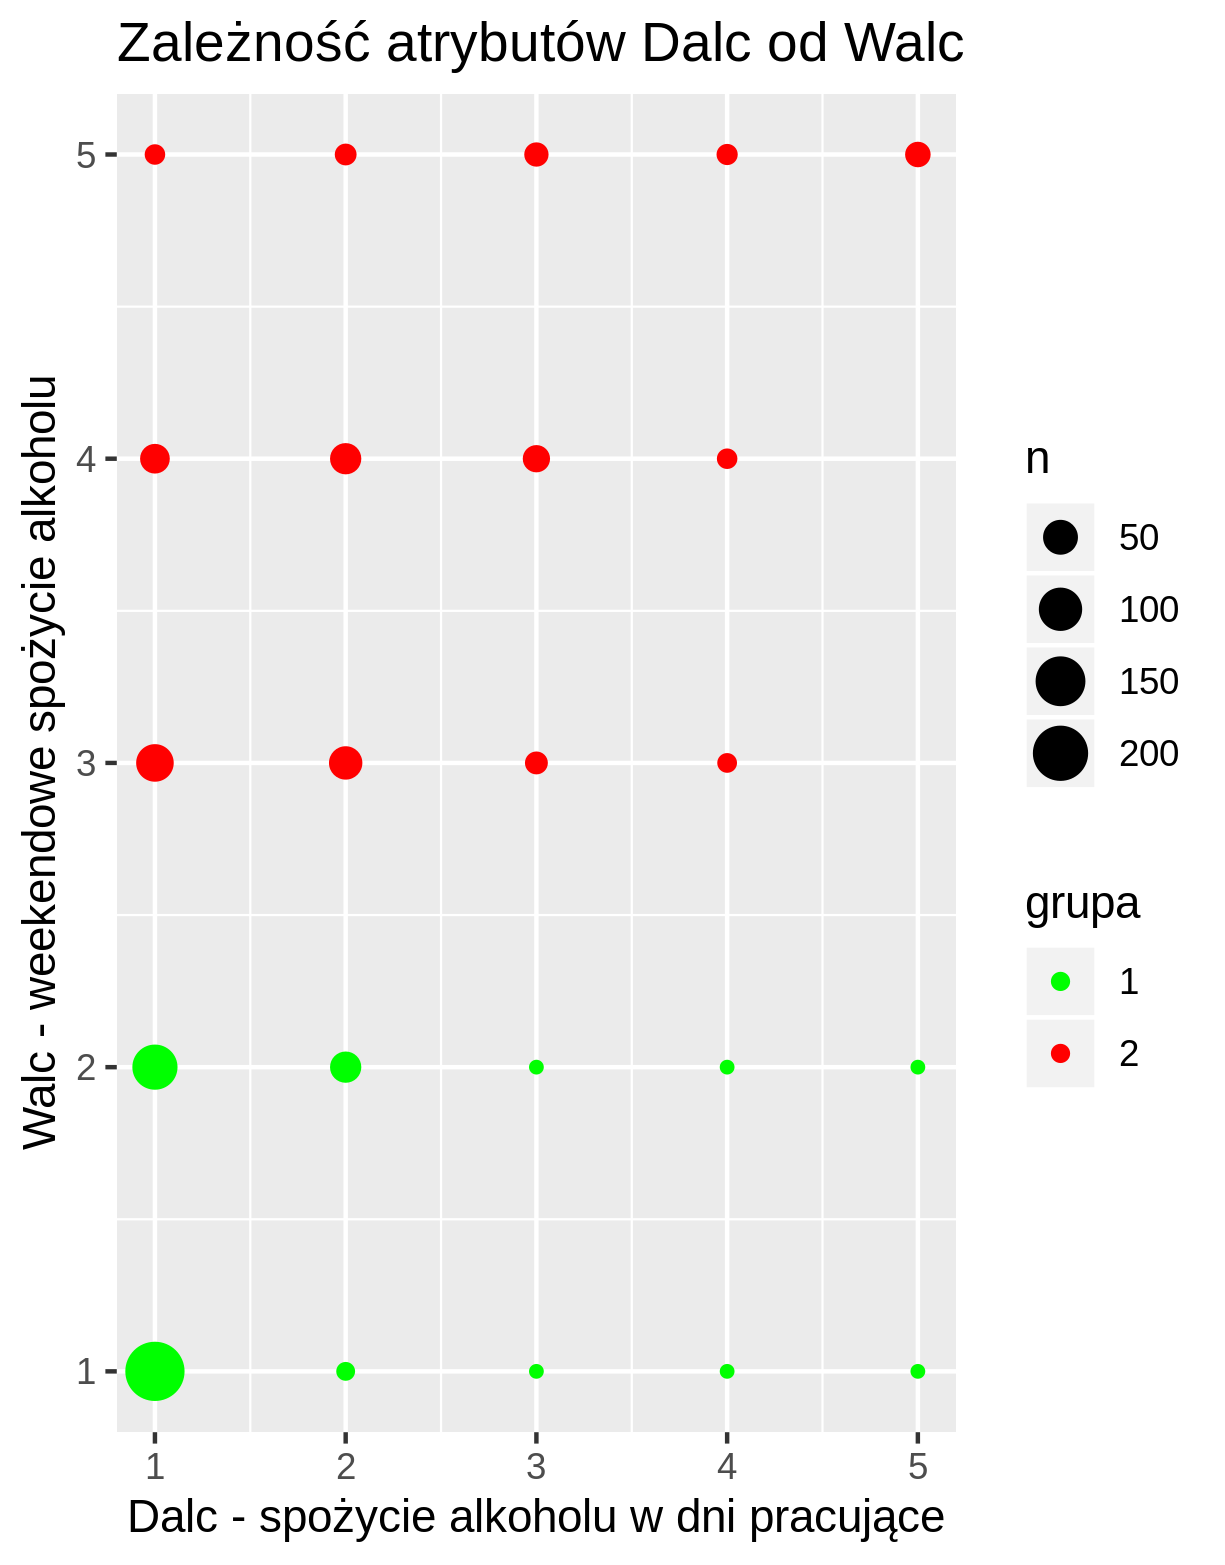 Zależność atrybutów Dalc od Walc
Walc - weekendowe spożycie alkoholu
5
4
3
2
1
1 2 3 4 5
Dalc - spożycie alkoholu w dni pracujące
n
50
100
150
200
grupa
1
2